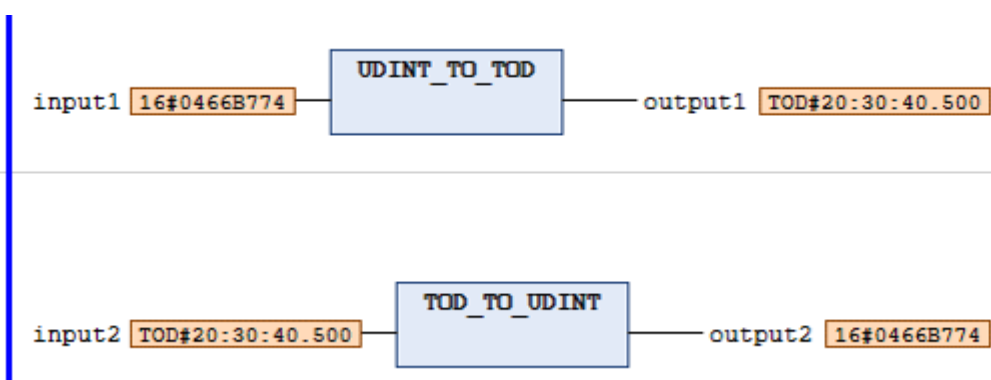 UDINT_TO_TOD
input1 16#0466B774 output1 TOD#20:30:40.500
TOD_TO_UDINT
input2 TOD#20:30:40.500 output2 16#0466B774